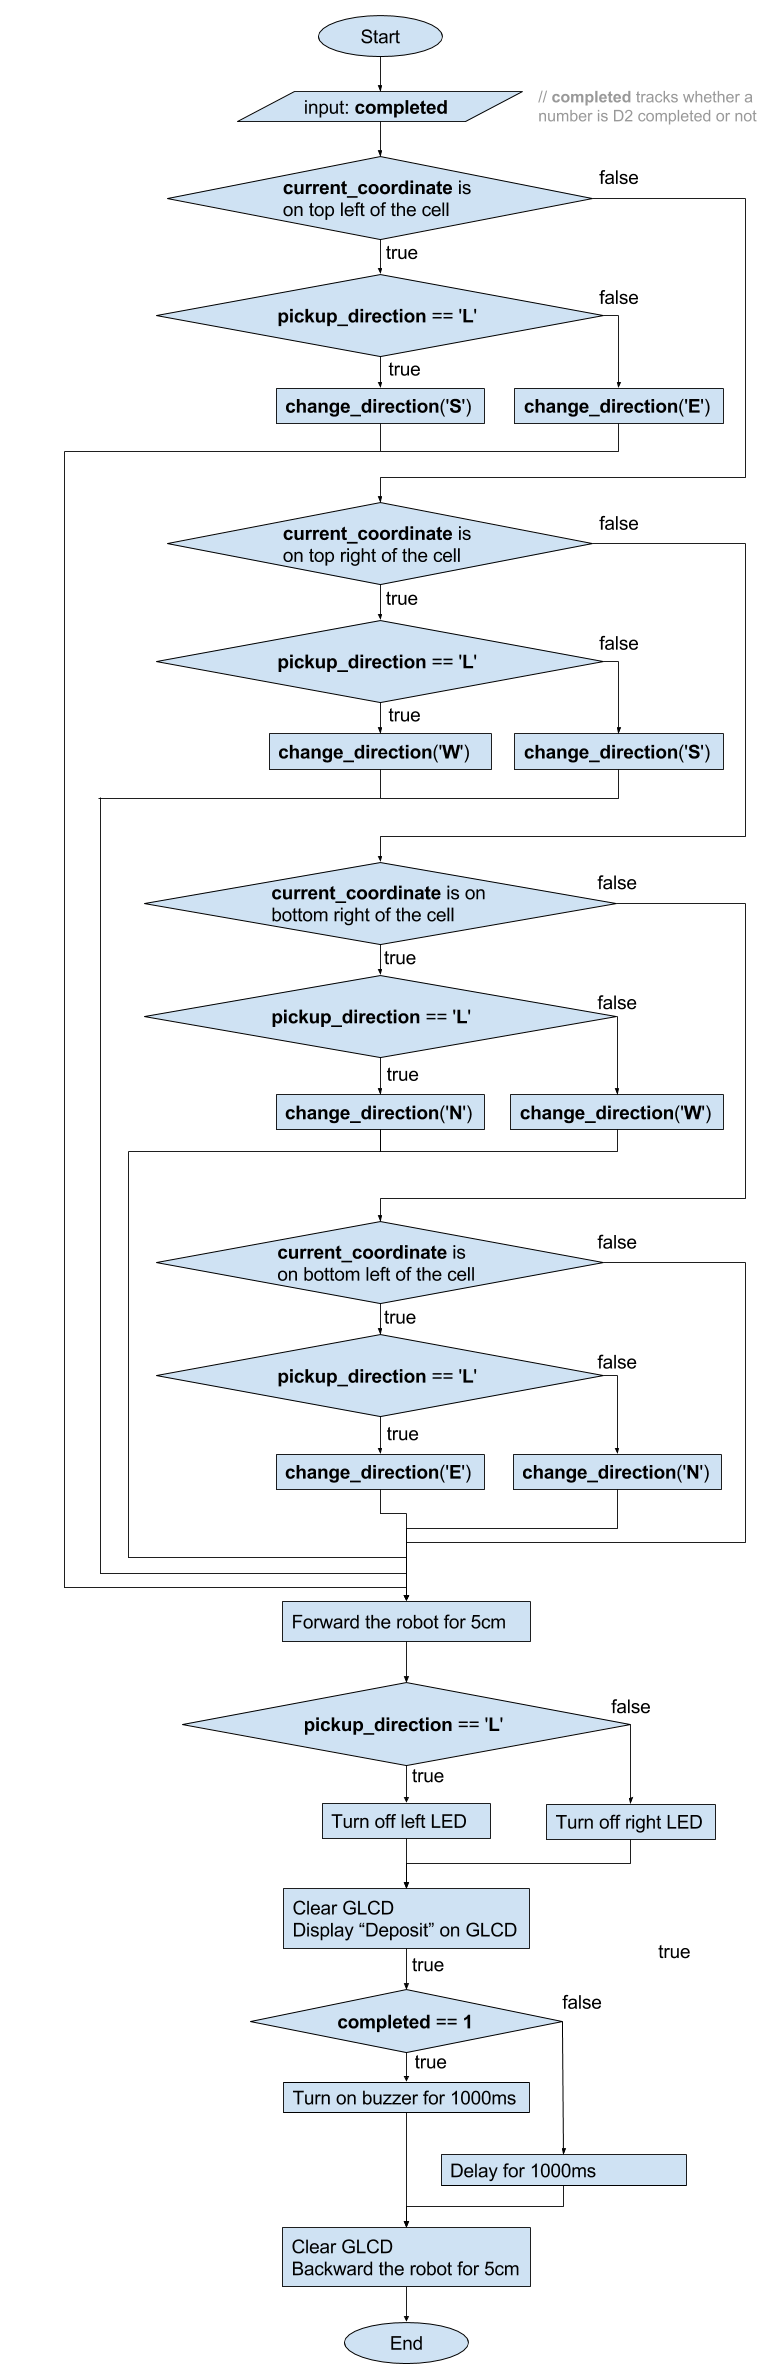 Start
input: completed
// completed tracks whether a
number is D2 completed or not
current_coordinate is
on top left of the cell
false
true
pickup_direction == 'L'
false
true
change_direction('S')
change_direction('E')
current_coordinate is
on top right of the cell
false
true
pickup_direction == 'L'
false
true
change_direction('W')
change_direction('S')
current_coordinate is on
bottom right of the cell
false
true
pickup_direction == 'L'
false
true
change_direction('N')
change_direction('W')
current_coordinate is
on bottom left of the cell
false
true
pickup_direction == 'L'
false
true
change_direction('E')
change_direction('N')
Forward the robot for 5cm
pickup_direction == 'L'
false
true
Turn off left LED
Turn off right LED
Clear GLCD
Display “Deposit” on GLCD
true
true
completed == 1
false
true
Turn on buzzer for 1000ms
Delay for 1000ms
Clear GLCD
Backward the robot for 5cm
End